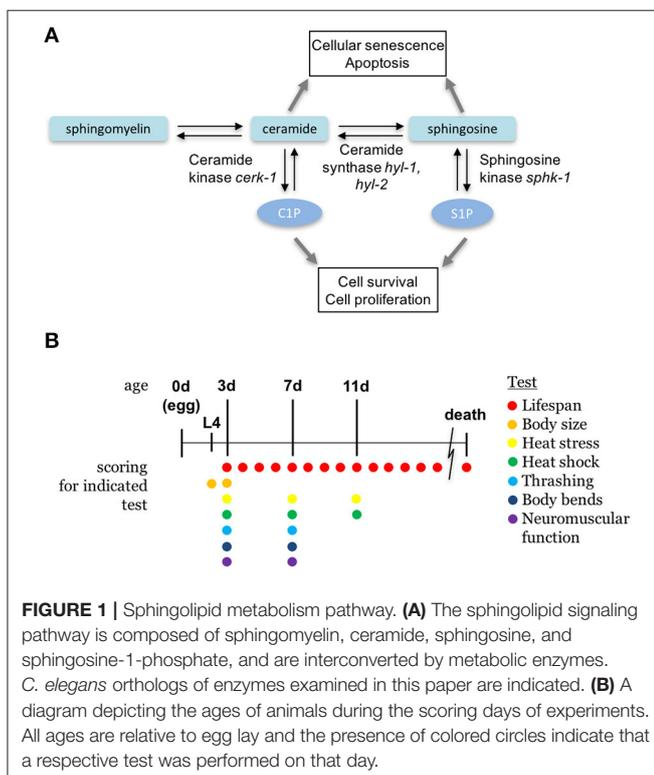 A
Cellular senescence
Apoptosis
sphingomyelin
ceramide
sphingosine
Ceramide
kinase cerk-1
Ceramide
synthase hyl-1,
hyl-2
Sphingosine
kinase sphk-1
C1P
S1P
Cell survival
Cell proliferation
B
age
0d
(egg)
L4
3d
7d
11d
death
scoring
for indicated
test
Test
Lifespan
Body size
Heat stress
Heat shock
Thrashing
Body bends
Neuromuscular
function
FIGURE 1 | Sphingolipid metabolism pathway. (A) The sphingolipid signaling
pathway is composed of sphingomyelin, ceramide, sphingosine, and
sphingosine-1-phosphate, and are interconverted by metabolic enzymes.
C. elegans orthologs of enzymes examined in this paper are indicated. (B) A
diagram depicting the ages of animals during the scoring days of experiments.
All ages are relative to egg lay and the presence of colored circles indicate that
a respective test was performed on that day.